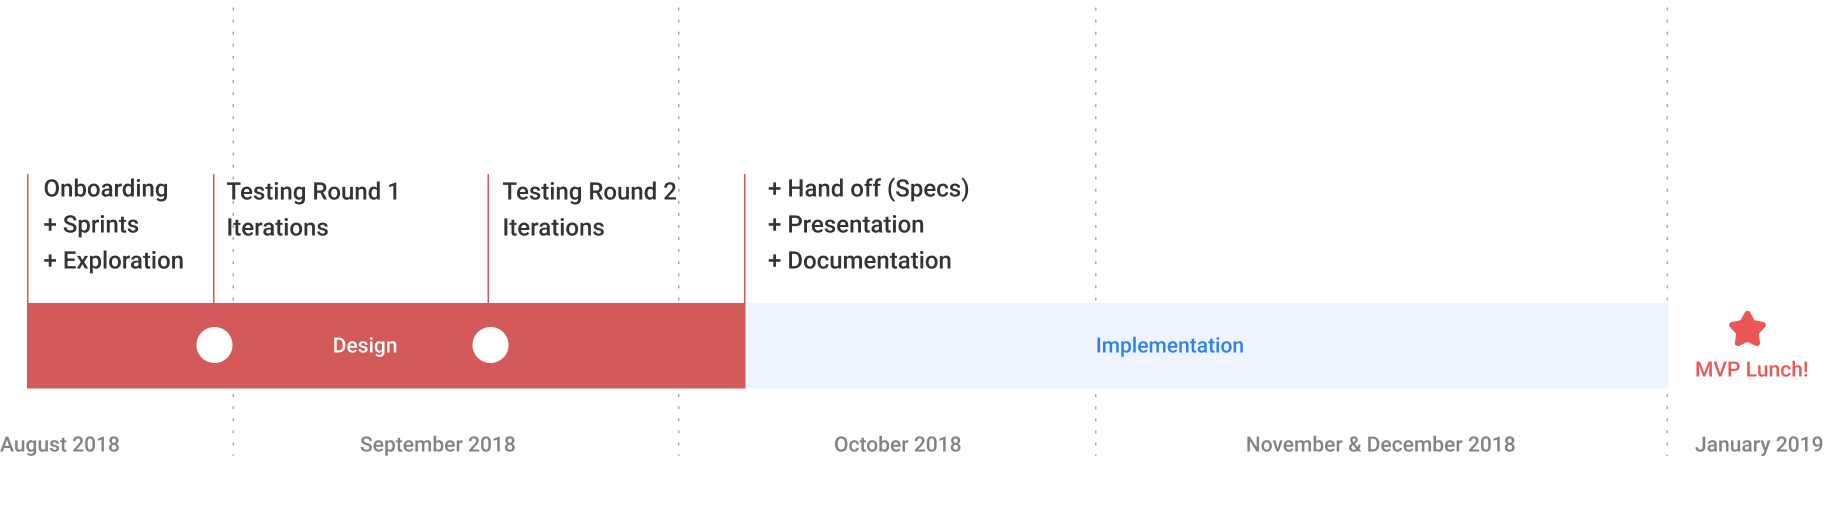 Onboarding
+ Sprints
+ Exploration
Testing Round 1
Iterations
Testing Round 2
Iterations
+ Hand off (Specs)
+ Presentation
+ Documentation
Design
Implementation
MVP Lunch!
August 2018
September 2018
October 2018
November & December 2018
January 2019